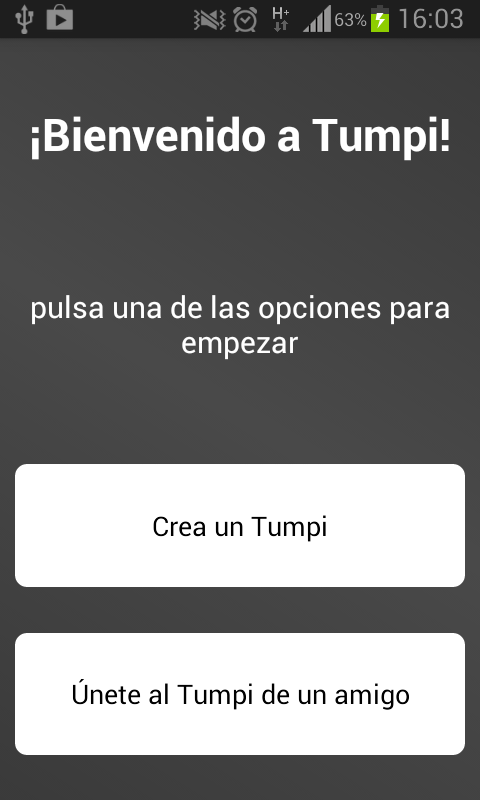 H+ 63% 16:03
¡Bienvenido a Tumpi!
pulsa una de las opciones para
empezar
Crea un Tumpi
Únete al Tumpi de un amigo